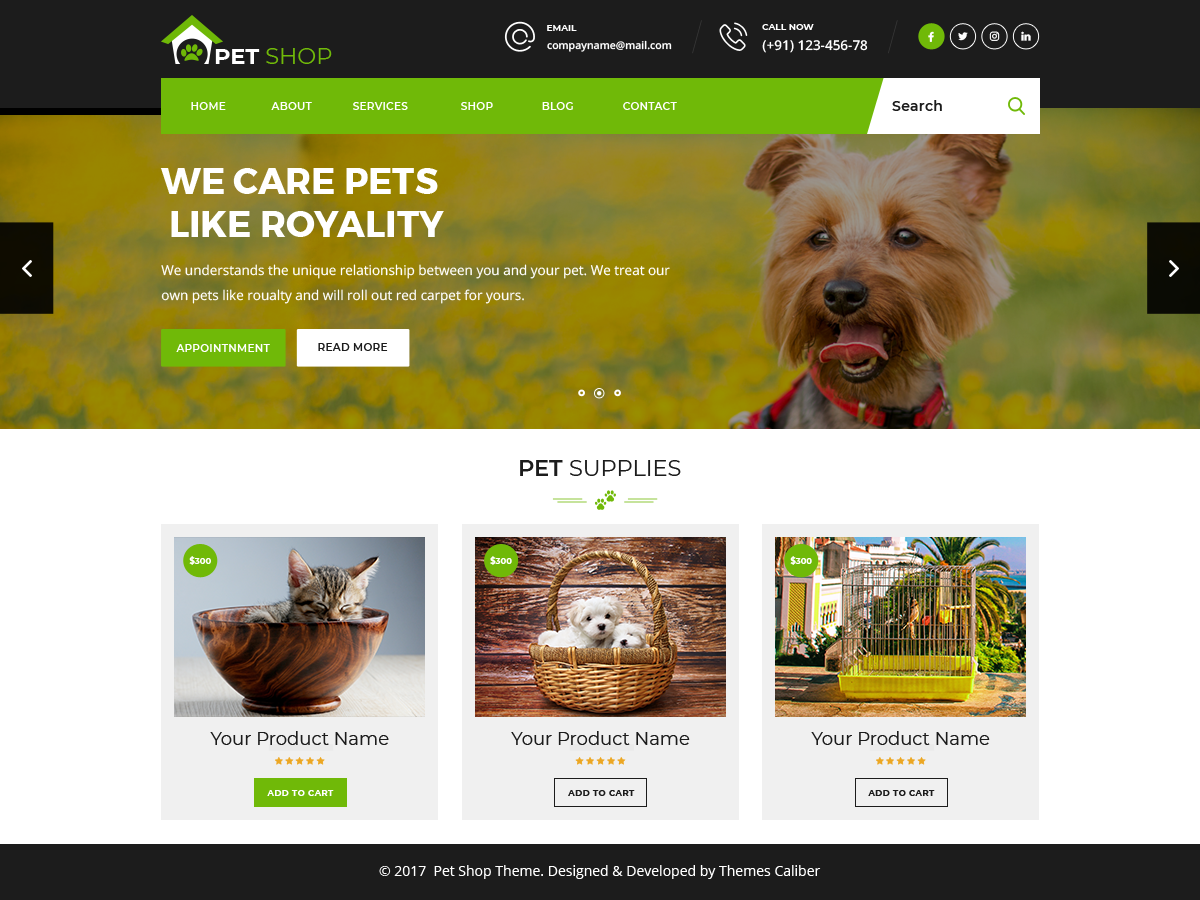 PET SHOP
EMAIL
compayname@mail.com
CALL NOW
(+91) 123-456-78
HOME ABOUT SERVICES SHOP BLOG CONTACT
Search
WE CARE PETS
LIKE ROYALITY
We understands the unique relationship between you and your pet. We treat our
own pets like roualty and will roll out red carpet for yours.
APPOINTNMENT READ MORE
PET SUPPLIES
$300 $300 $300
Your Product Name Your Product Name Your Product Name
ADD TO CART ADD TO CART ADD TO CART
© 2017 Pet Shop Theme. Designed & Developed by Themes Caliber